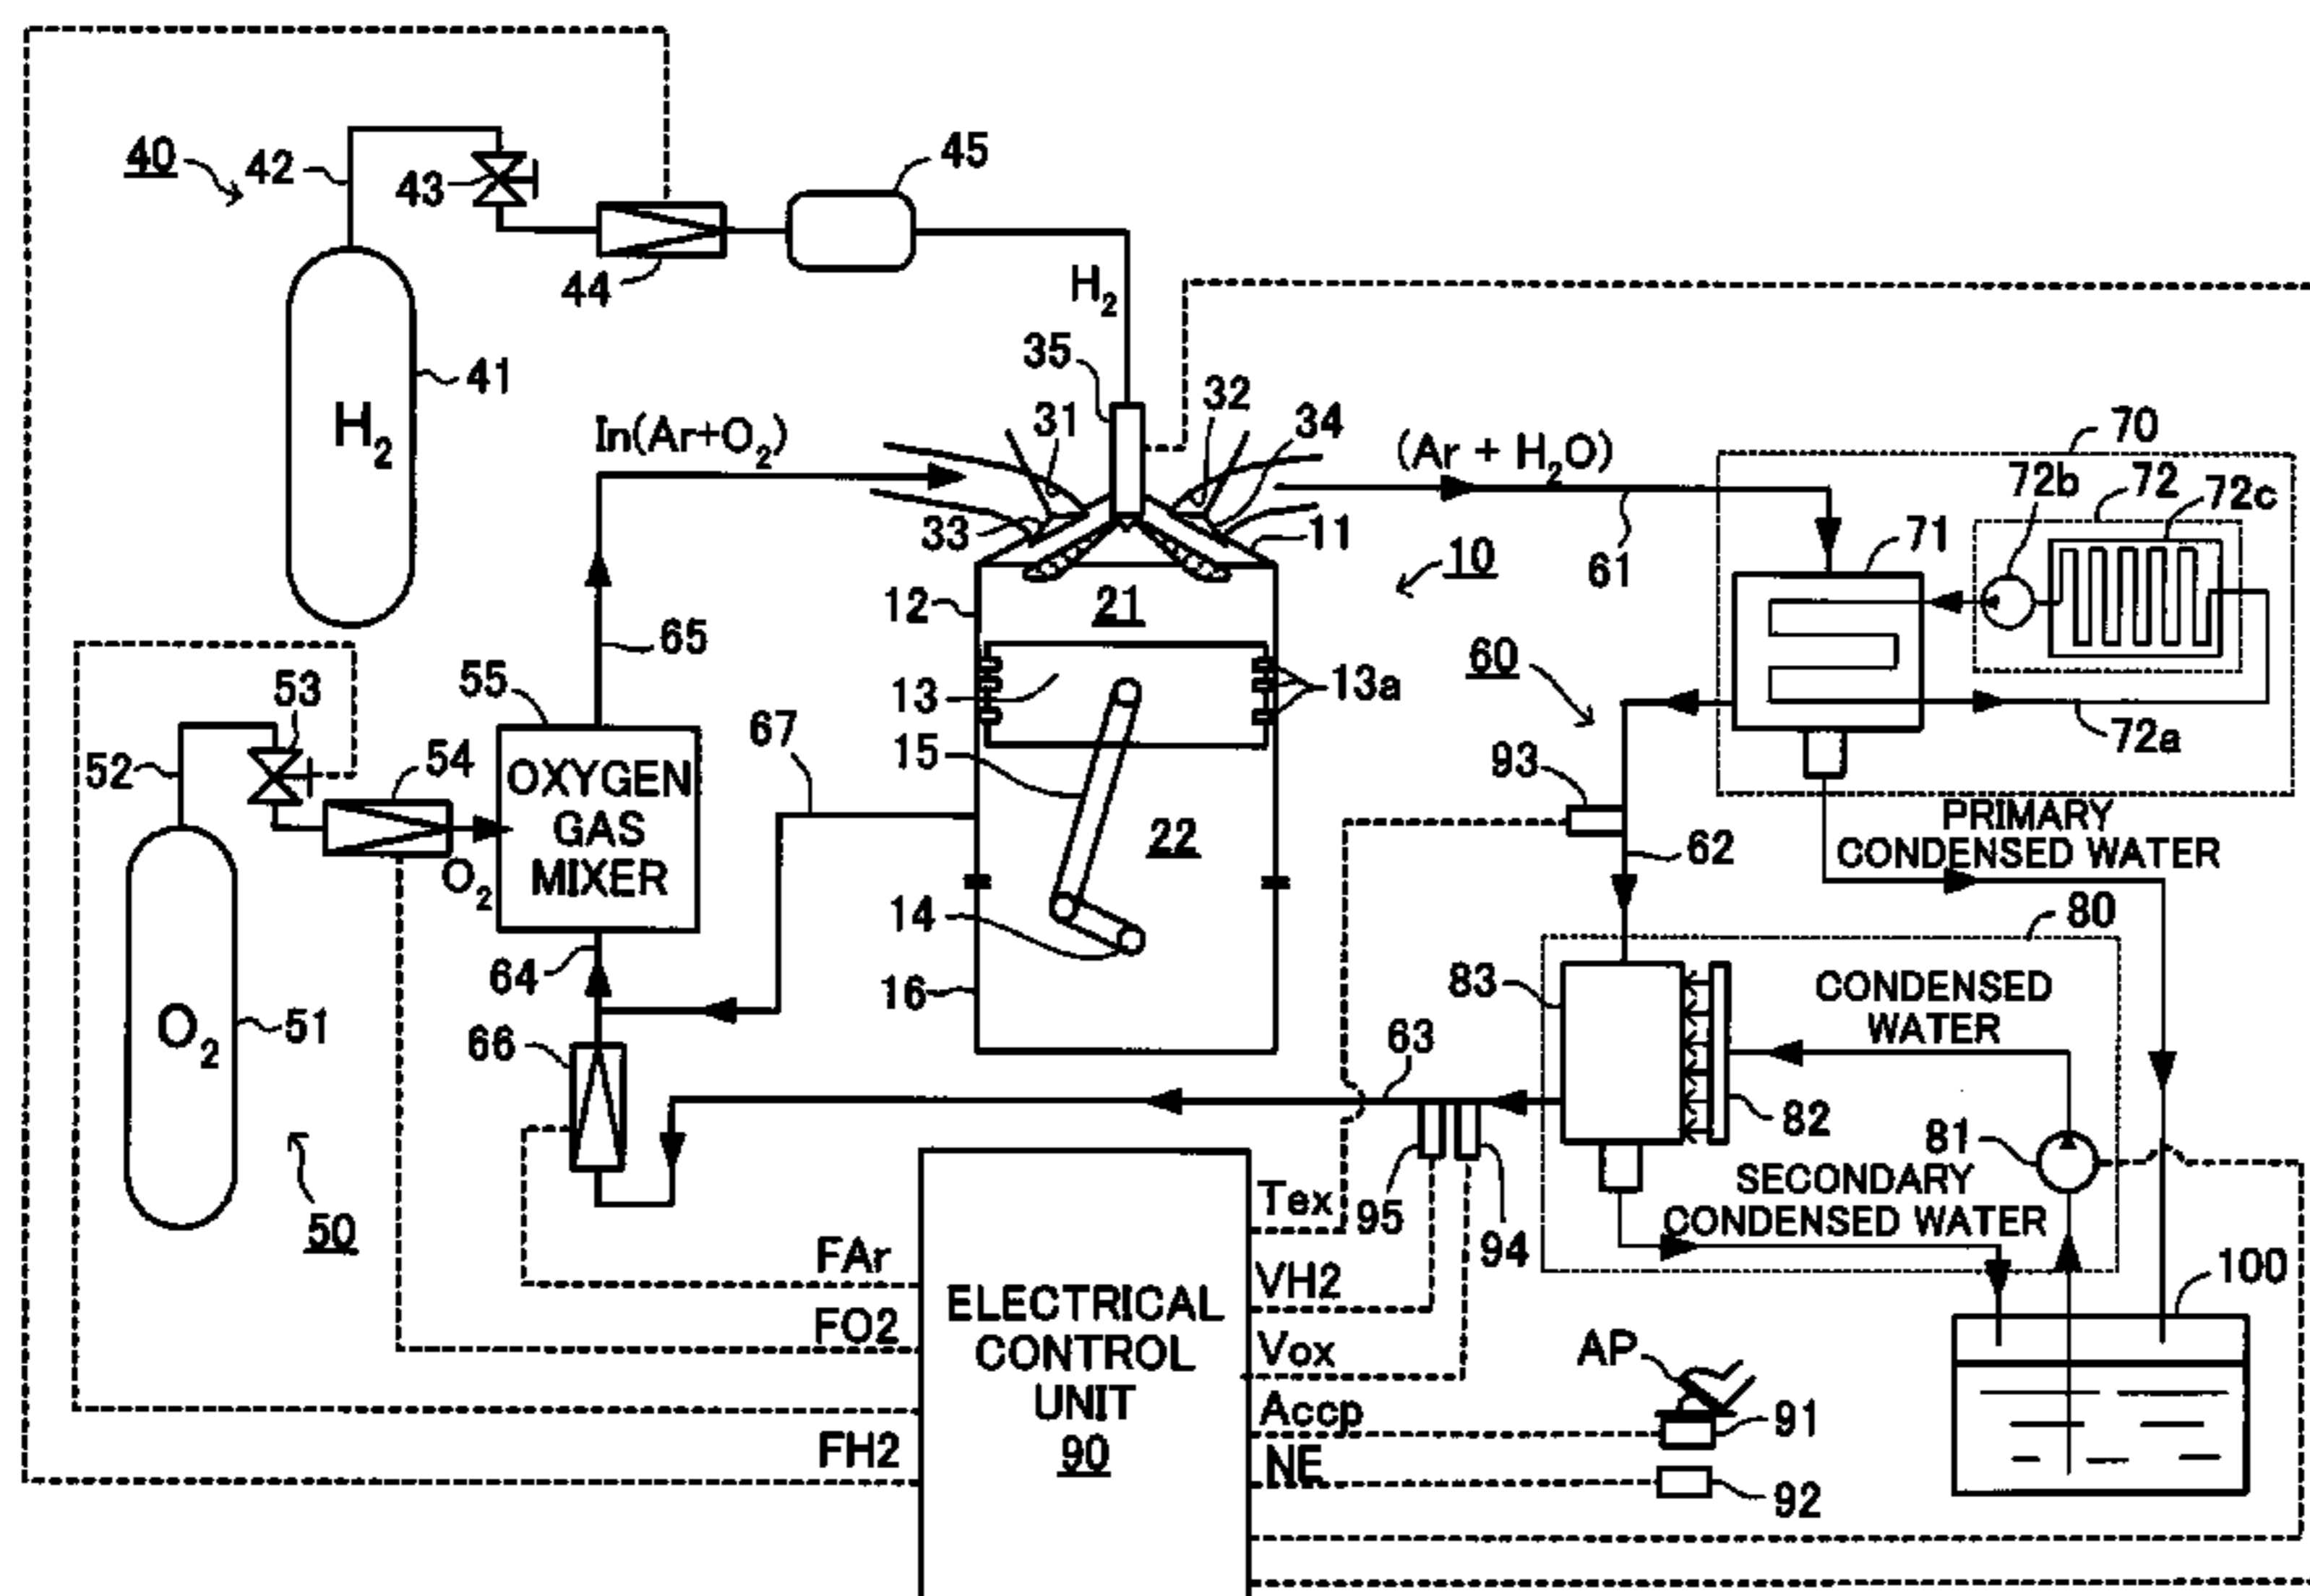 40
42
43
45
44
H2
35
41
H2
In(Ar+O2)
31
32
34
(Ar + H2O)
70
72b
72
72c
33
11
10
61
71
12
21
65
60
13
13a
55
53
67
15
72a
52
54
OXYGEN
GAS
MIXER
O2
93
22
62
PRIMARY
CONDENSED WATER
14
80
64
16
83
CONDENSED
WATER
51
O2
66
63
82
81
50
Tex
95
94
SECONDARY
CONDENSED WATER
FAr
VH2
100
ELECTRICAL
CONTROL
UNIT
90
FO2
Vox
AP
Accp
91
FH2
NE
92